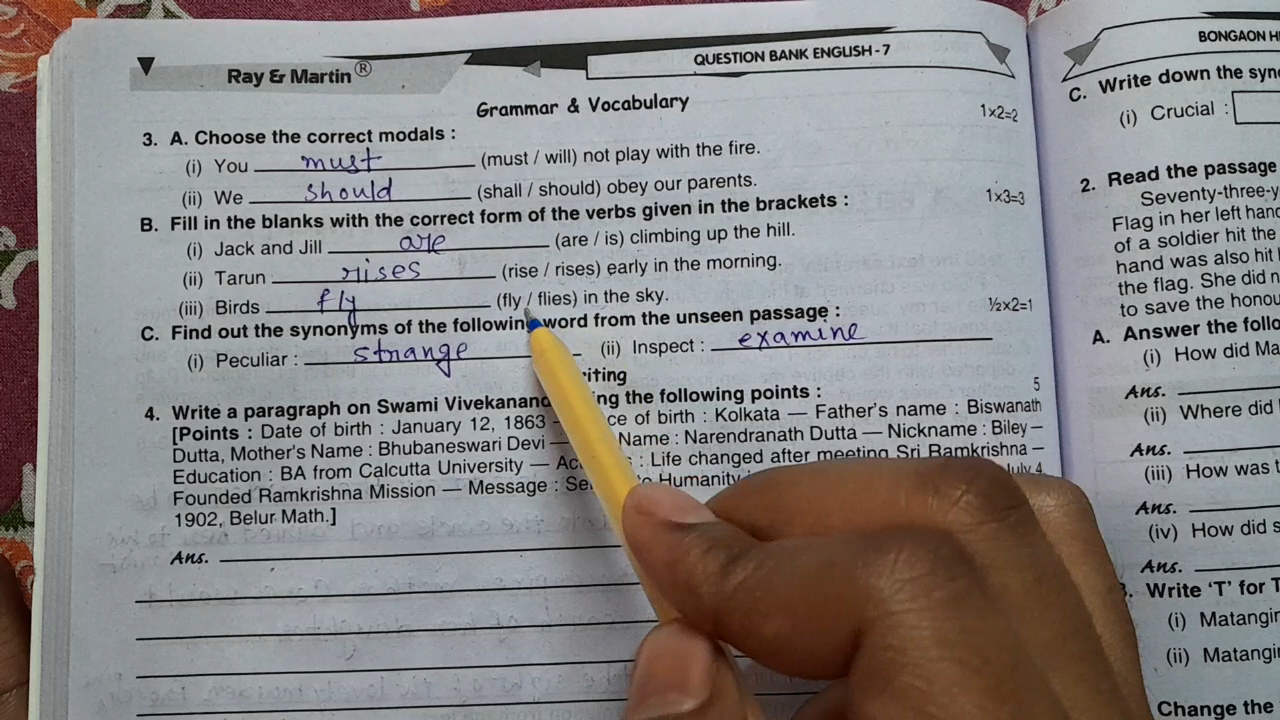 Ray & Martin®
QUESTION BANK ENGLISH-7
Grammar & Vocabulary
3. A. Choose the correct modals : 1×2=2
(i) You must (must / will) not play with the fire.
(ii) We should (shall / should) obey our parents.
B. Fill in the blanks with the correct form of the verbs given in the brackets : 1×3=3
(i) Jack and Jill are (are / is) climbing up the hill.
(ii) Tarun rises (rise / rises) early in the morning.
(iii) Birds fly (fly / flies) in the sky.
C. Find out the synonyms of the followin word from the unseen passage : ½×2=1
(i) Peculiar : strange (ii) Inspect : examine
riting
4. Write a paragraph on Swami Vivekanand ing the following points : 5
[Points : Date of birth : January 12, 1863 ce of birth : Kolkata — Father's name : Biswanath
Dutta, Mother's Name : Bhubaneswari Devi — Name : Narendranath Dutta — Nickname : Biley —
Education : BA from Calcutta University — Ac : Life changed after meeting Sri Ramkrishna —
Founded Ramkrishna Mission — Message : Se to Humanity July 4,
1902, Belur Math.]
Ans.
BONGAON H
C. Write down the syn
(i) Crucial :
2. Read the passage
Seventy-three-y
Flag in her left hand
of a soldier hit the
hand was also hit
the flag. She did n
to save the honou
A. Answer the follo
(i) How did Ma
Ans.
(ii) Where did
Ans.
(iii) How was t
Ans.
(iv) How did s
Ans.
. Write 'T' for T
(i) Matangin
(ii) Matangin
Change the